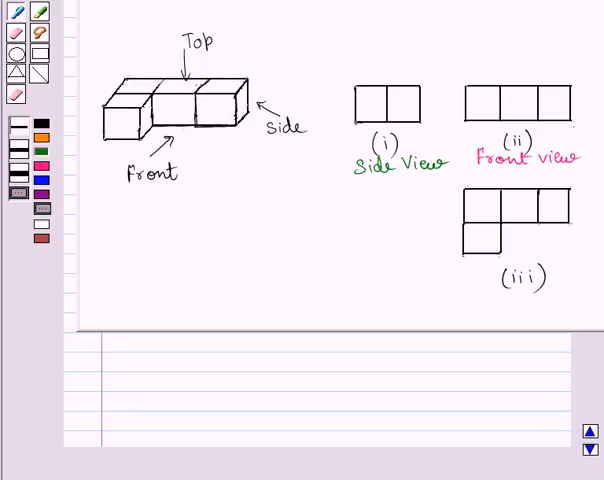 Top
Side
Front
(i)
Side View
(ii)
Front view
(iii)